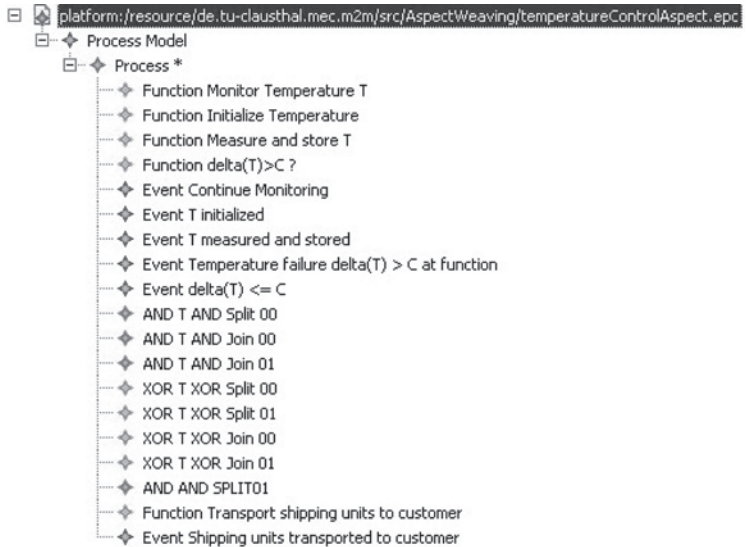 platform:/resource/de.tu-clausthal.mec.m2m/src/AspectWeaving/temperatureControlAspect.epc
Process Model
Process *
Function Monitor Temperature T
Function Initialize Temperature
Function Measure and store T
Function delta(T)>C ?
Event Continue Monitoring
Event T initialized
Event T measured and stored
Event Temperature failure delta(T) > C at function
Event delta(T) <= C
AND T AND Split 00
AND T AND Join 00
AND T AND Join 01
XOR T XOR Split 00
XOR T XOR Split 01
XOR T XOR Join 00
XOR T XOR Join 01
AND AND SPLIT01
Function Transport shipping units to customer
Event Shipping units transported to customer